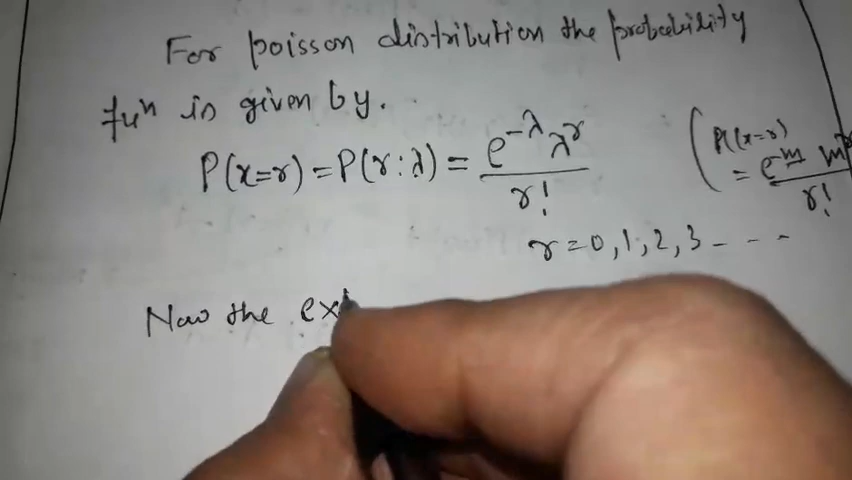 For poisson distribution the probability
fuⁿ is given by.
P(x=r) = P(r:λ) = e^-λ λ^r / r!
(P(x=r) = e^-m m^r / r!
r = 0, 1, 2, 3 - - - -
Now the ex